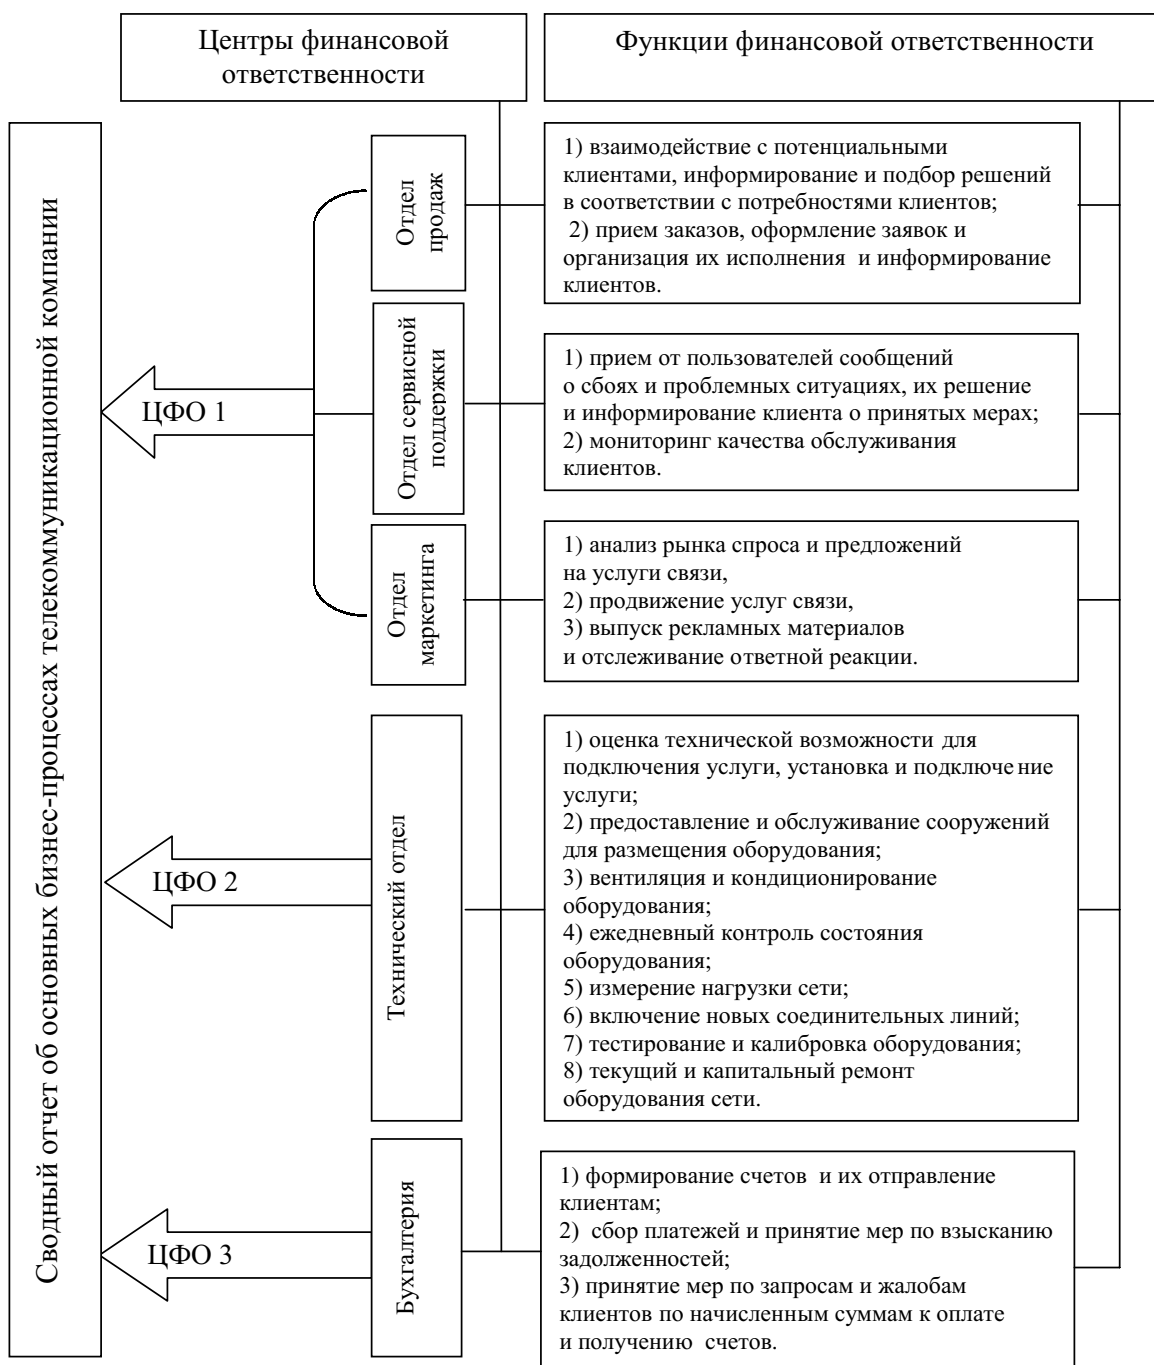 Центры финансовой
ответственности
Функции финансовой ответственности
Сводный отчет об основных бизнес-процессах телекоммуникационной компании
ЦФО 1
Отдел
продаж
1) взаимодействие с потенциальными
клиентами, информирование и подбор решений
в соответствии с потребностями клиентов;
2) прием заказов, оформление заявок и
организация их исполнения и информирование
клиентов.
Отдел сервисной
поддержки
1) прием от пользователей сообщений
о сбоях и проблемных ситуациях, их решение
и информирование клиента о принятых мерах;
2) мониторинг качества обслуживания
клиентов.
Отдел
маркетинга
1) анализ рынка спроса и предложений
на услуги связи,
2) продвижение услуг связи,
3) выпуск рекламных материалов
и отслеживание ответной реакции.
ЦФО 2
Технический отдел
1) оценка технической возможности для
подключения услуги, установка и подключение
услуги;
2) предоставление и обслуживание сооружений
для размещения оборудования;
3) вентиляция и кондиционирование
оборудования;
4) ежедневный контроль состояния
оборудования;
5) измерение нагрузки сети;
6) включение новых соединительных линий;
7) тестирование и калибровка оборудования;
8) текущий и капитальный ремонт
оборудования сети.
ЦФО 3
Бухгалтерия
1) формирование счетов и их отправление
клиентам;
2) сбор платежей и принятие мер по взысканию
задолженностей;
3) принятие мер по запросам и жалобам
клиентов по начисленным суммам к оплате
и получению счетов.